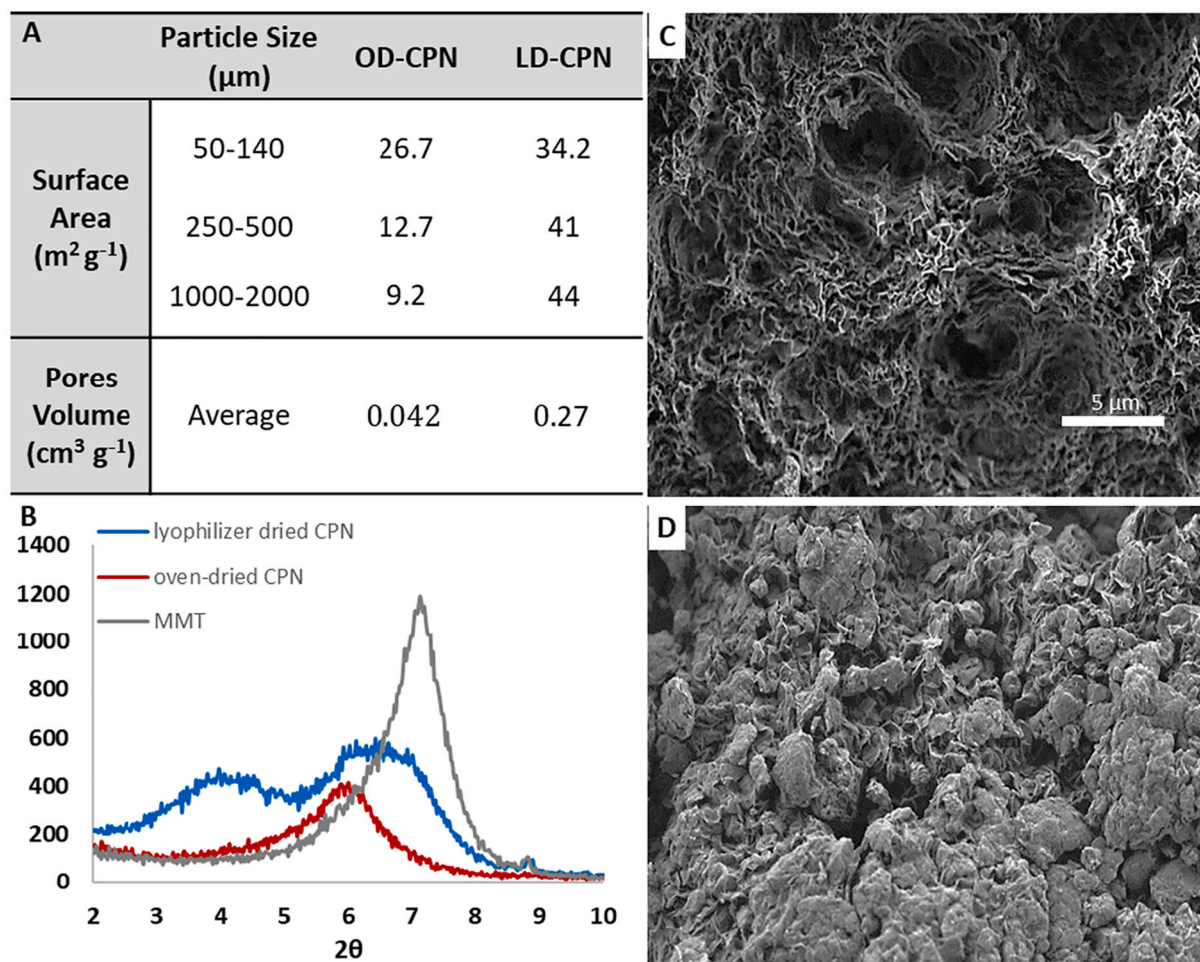 A
Particle Size
(μm)
OD-CPN
LD-CPN
Surface
Area
(m² g⁻¹)
50-140
26.7
34.2
250-500
12.7
41
1000-2000
9.2
44
Pores
Volume
(cm³ g⁻¹)
Average
0.042
0.27
B
lyophilizer dried CPN
oven-dried CPN
MMT
1400
1200
1000
800
600
400
200
0
2 3 4 5 6 7 8 9 10
2θ
C
5 μm
D